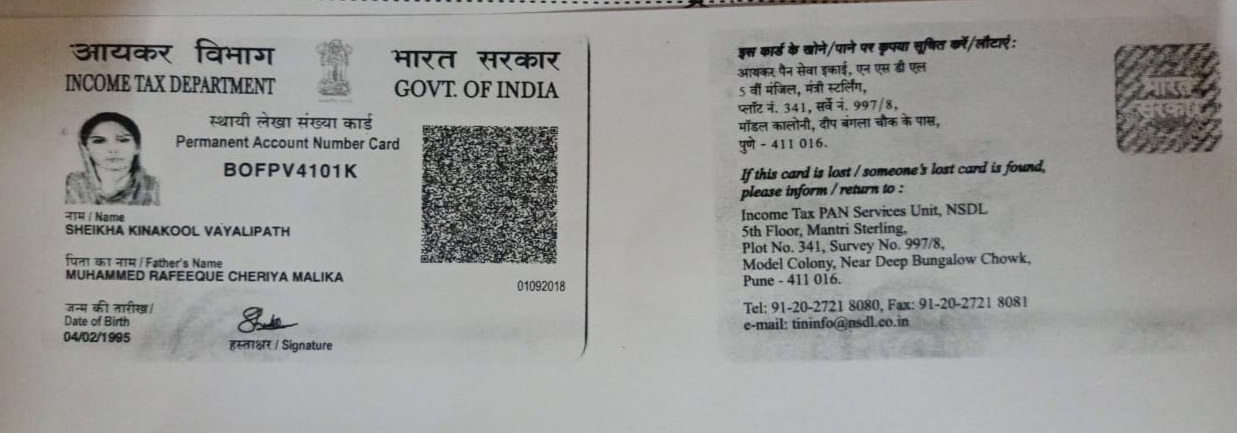 आयकर विभाग
INCOME TAX DEPARTMENT
भारत सरकार
GOVT. OF INDIA
स्थायी लेखा संख्या कार्ड
Permanent Account Number Card
BOFPV4101K
नाम / Name
SHEIKHA KINAKOOL VAYALIPATH
पिता का नाम / Father's Name
MUHAMMED RAFEEQUE CHERIYA MALIKA
01092018
जन्म की तारीख /
Date of Birth
04/02/1995
हस्ताक्षर / Signature
इस कार्ड के खोने/पाने पर कृपया सूचित करें/लौटाएं:
आयकर पैन सेवा इकाई, एन एस डी एल
5 वीं मंजिल, मंत्री स्टर्लिंग,
प्लॉट नं. 341, सर्वे नं. 997/8,
मॉडल कालोनी, दीप बंगला चौक के पास,
पुणे - 411 016.
If this card is lost / someone's lost card is found,
please inform / return to :
Income Tax PAN Services Unit, NSDL
5th Floor, Mantri Sterling,
Plot No. 341, Survey No. 997/8,
Model Colony, Near Deep Bungalow Chowk,
Pune - 411 016.
Tel: 91-20-2721 8080, Fax: 91-20-2721 8081
e-mail: tininfo@nsdl.co.in
भारत
सरकार